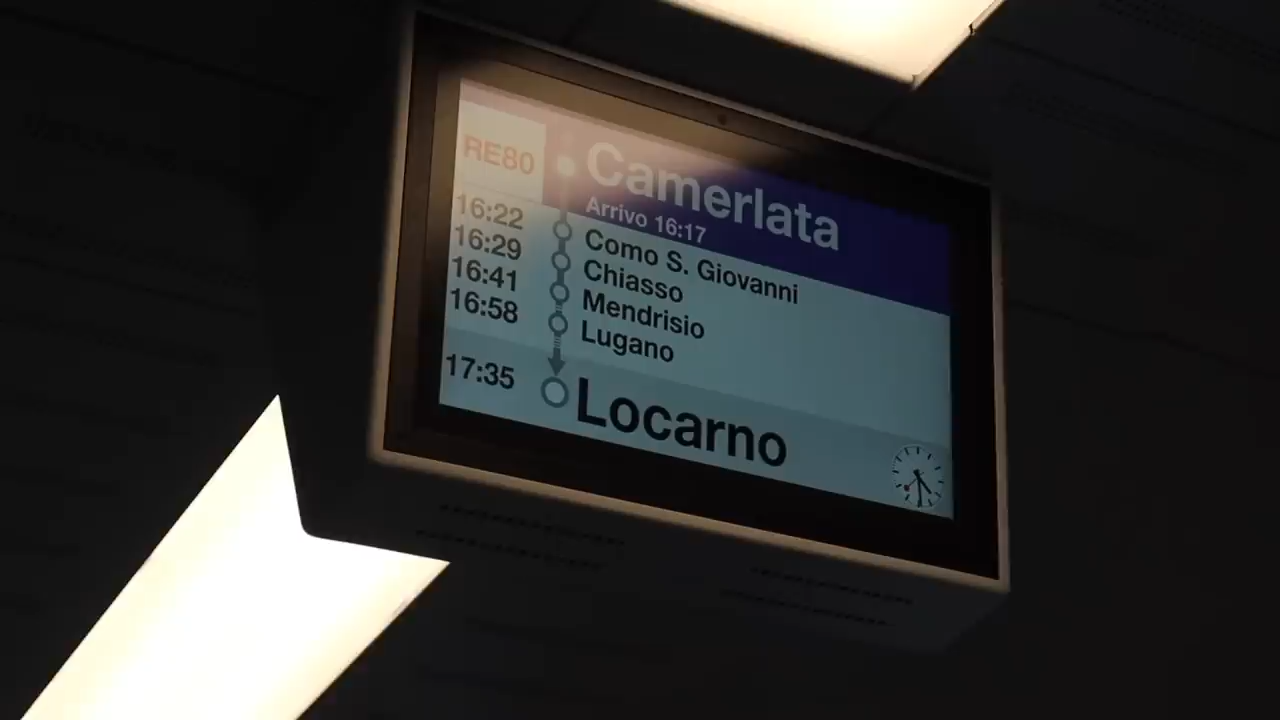 RE80 Camerlata
Arrivo 16:17
16:22 Como S. Giovanni
16:29 Chiasso
16:41 Mendrisio
16:58 Lugano
17:35 Locarno